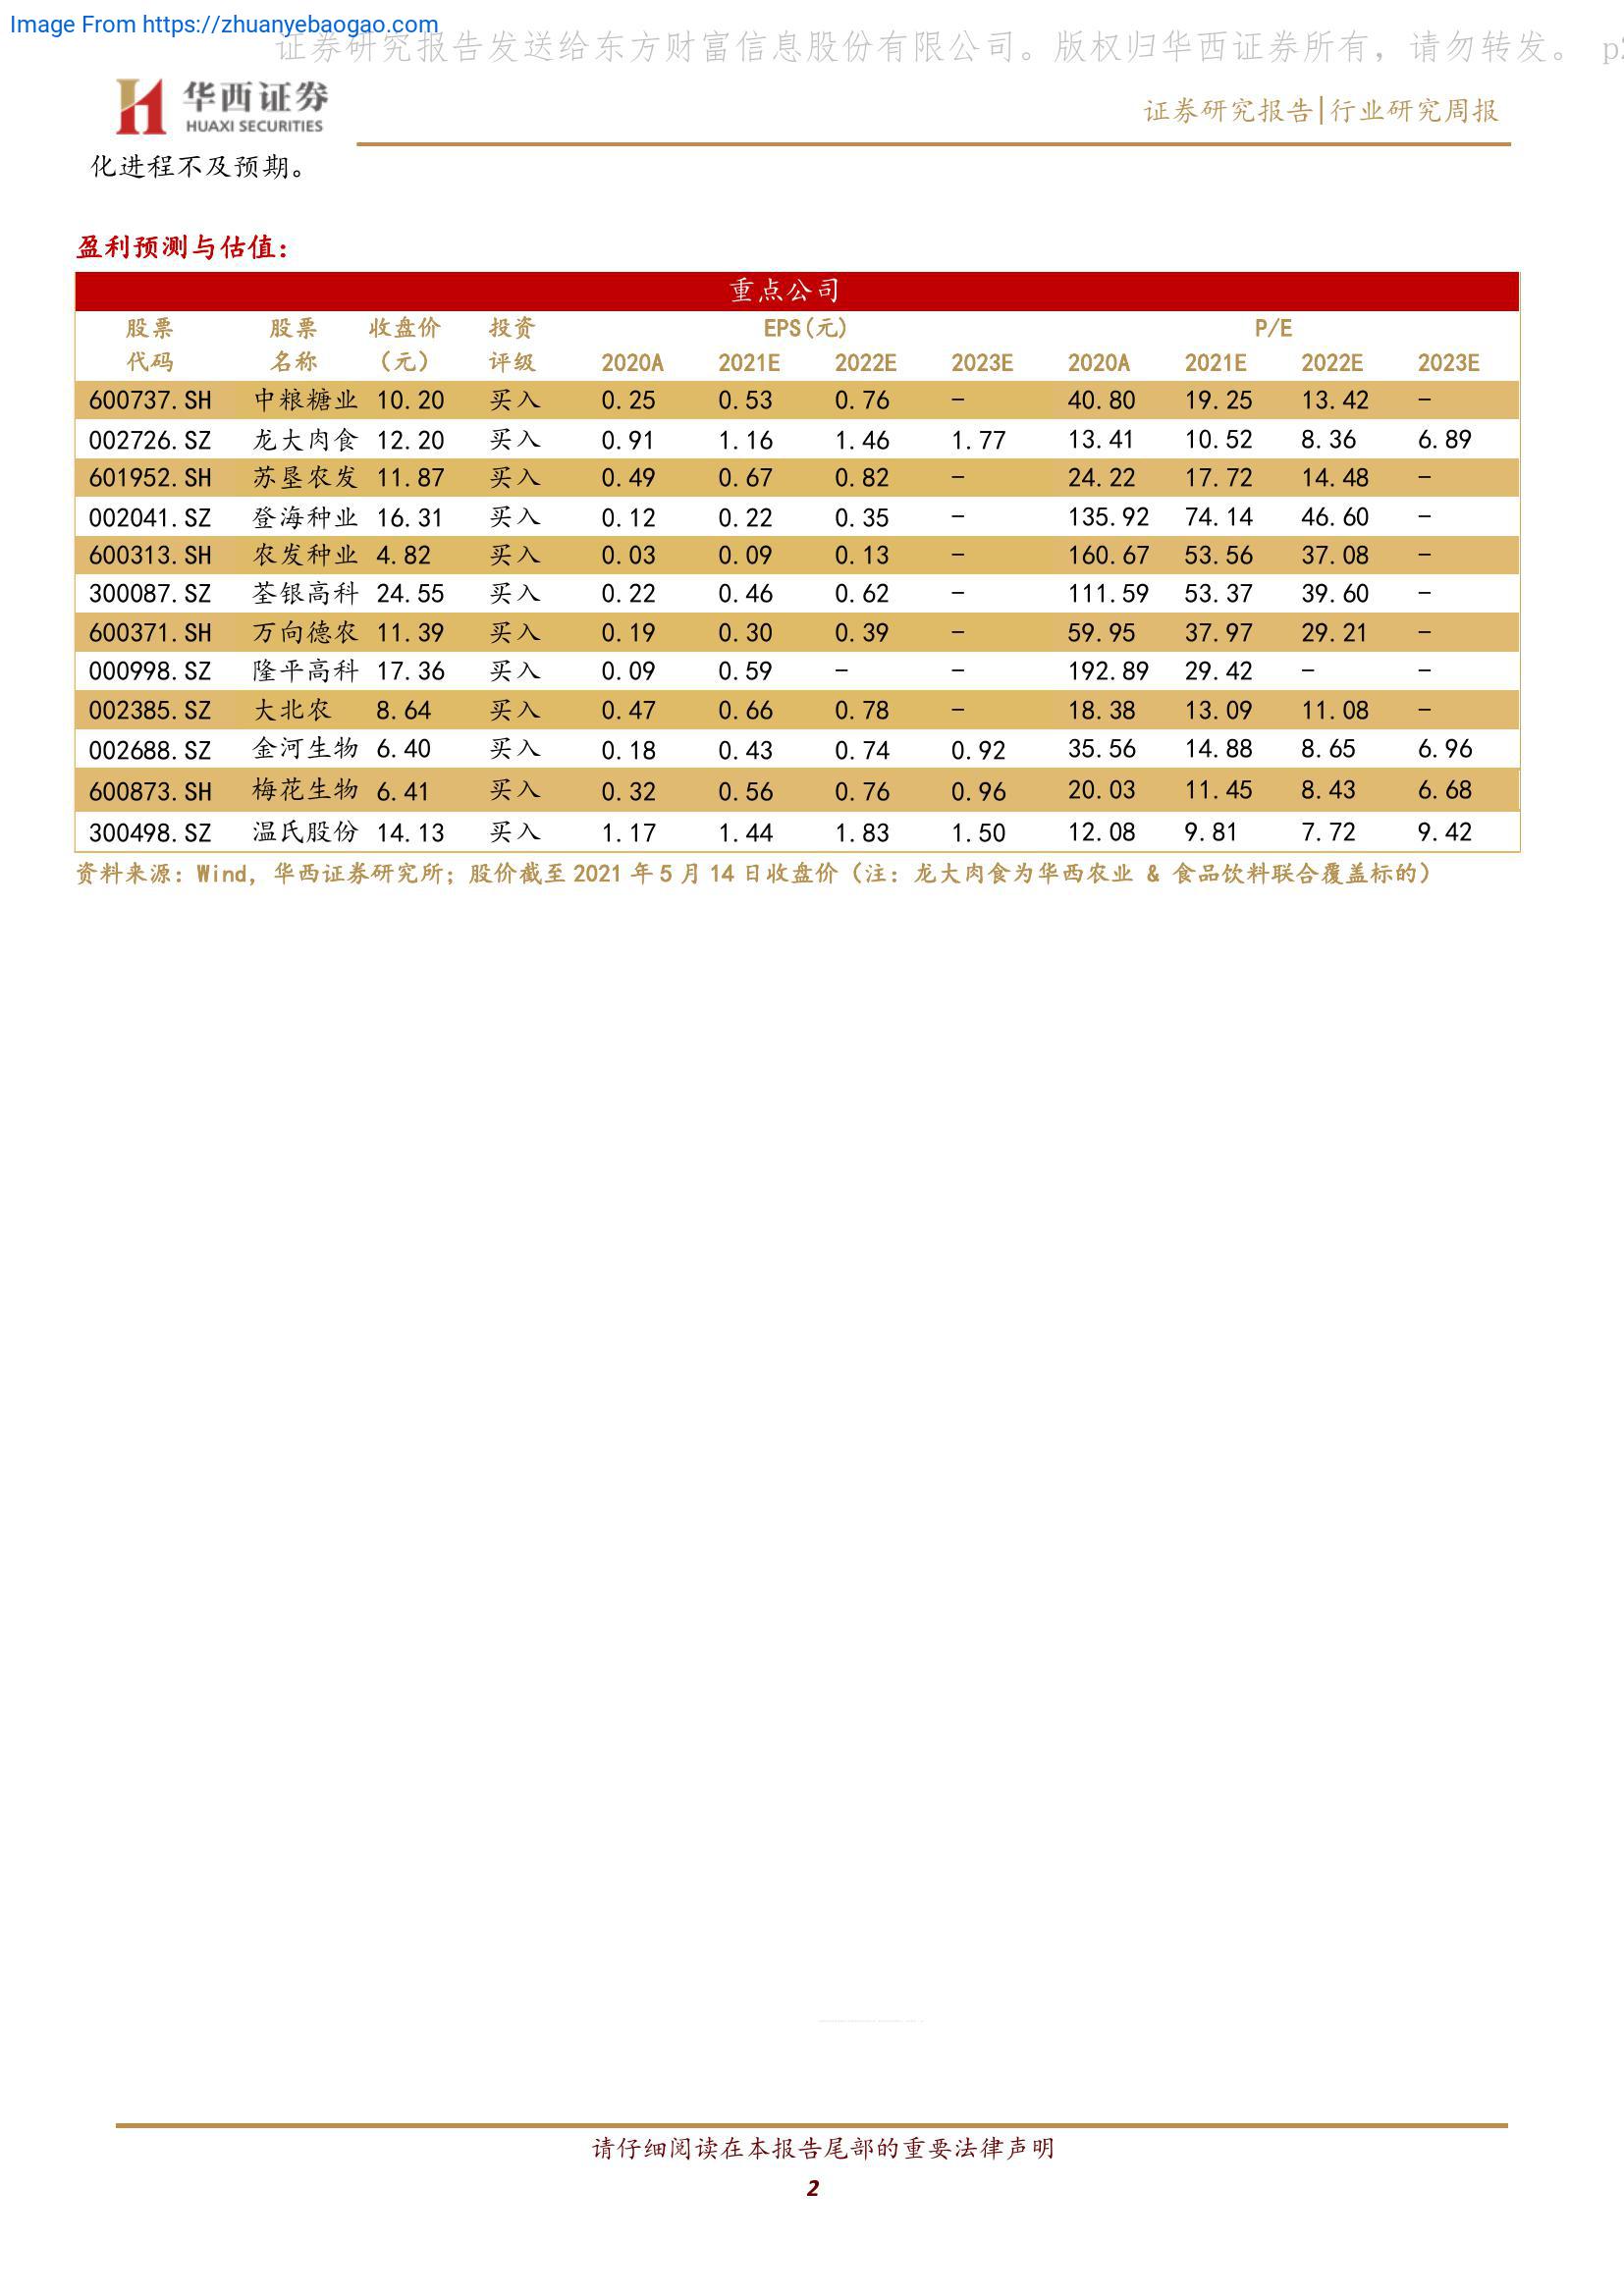 Image From https://zhuanyebaogao.com
证券研究报告发送给东方财富信息股份有限公司。版权归华西证券所有，请勿转发。 p2
华西证券
HUAXI SECURITIES
证券研究报告|行业研究周报
化进程不及预期。
盈利预测与估值：
重点公司
股票 股票 收盘价 投资 EPS(元) P/E
代码 名称 （元） 评级 2020A 2021E 2022E 2023E 2020A 2021E 2022E 2023E
600737.SH 中粮糖业 10.20 买入 0.25 0.53 0.76 - 40.80 19.25 13.42 -
002726.SZ 龙大肉食 12.20 买入 0.91 1.16 1.46 1.77 13.41 10.52 8.36 6.89
601952.SH 苏垦农发 11.87 买入 0.49 0.67 0.82 - 24.22 17.72 14.48 -
002041.SZ 登海种业 16.31 买入 0.12 0.22 0.35 - 135.92 74.14 46.60 -
600313.SH 农发种业 4.82 买入 0.03 0.09 0.13 - 160.67 53.56 37.08 -
300087.SZ 荃银高科 24.55 买入 0.22 0.46 0.62 - 111.59 53.37 39.60 -
600371.SH 万向德农 11.39 买入 0.19 0.30 0.39 - 59.95 37.97 29.21 -
000998.SZ 隆平高科 17.36 买入 0.09 0.59 - - 192.89 29.42 - -
002385.SZ 大北农 8.64 买入 0.47 0.66 0.78 - 18.38 13.09 11.08 -
002688.SZ 金河生物 6.40 买入 0.18 0.43 0.74 0.92 35.56 14.88 8.65 6.96
600873.SH 梅花生物 6.41 买入 0.32 0.56 0.76 0.96 20.03 11.45 8.43 6.68
300498.SZ 温氏股份 14.13 买入 1.17 1.44 1.83 1.50 12.08 9.81 7.72 9.42
资料来源：Wind，华西证券研究所；股价截至 2021 年 5 月 14 日收盘价（注：龙大肉食为华西农业 & 食品饮料联合覆盖标的）
请仔细阅读在本报告尾部的重要法律声明
2